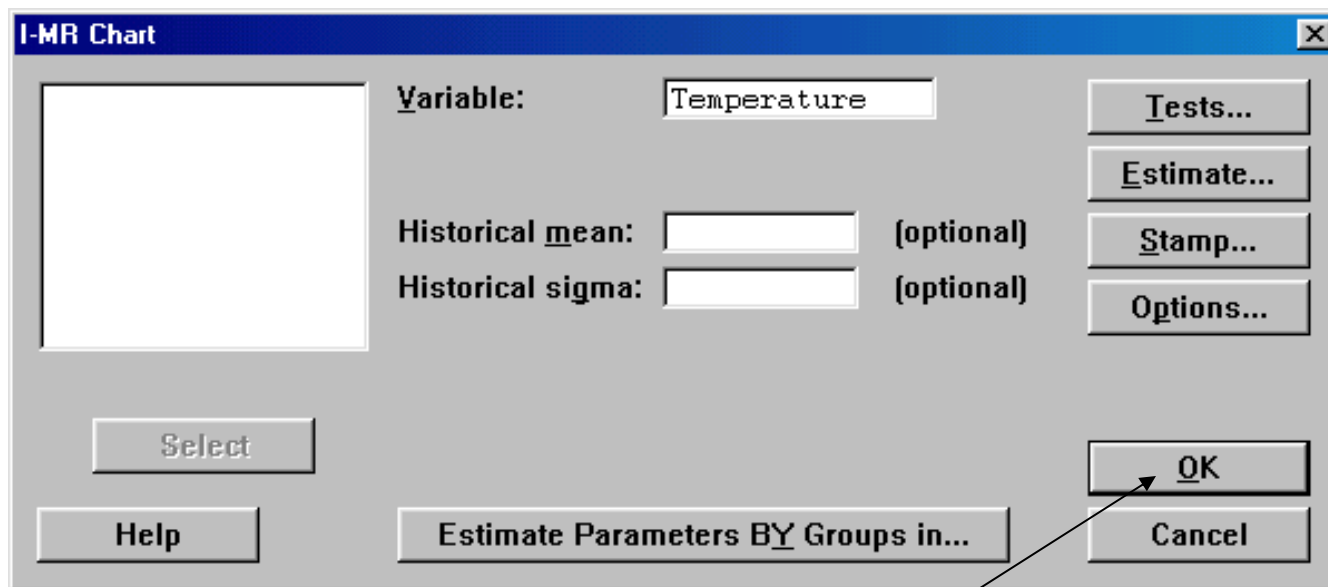 I-MR Chart
Variable: Temperature
Historical mean: (optional)
Historical sigma: (optional)
Tests...
Estimate...
Stamp...
Options...
Select
OK
Help
Estimate Parameters BY Groups in...
Cancel